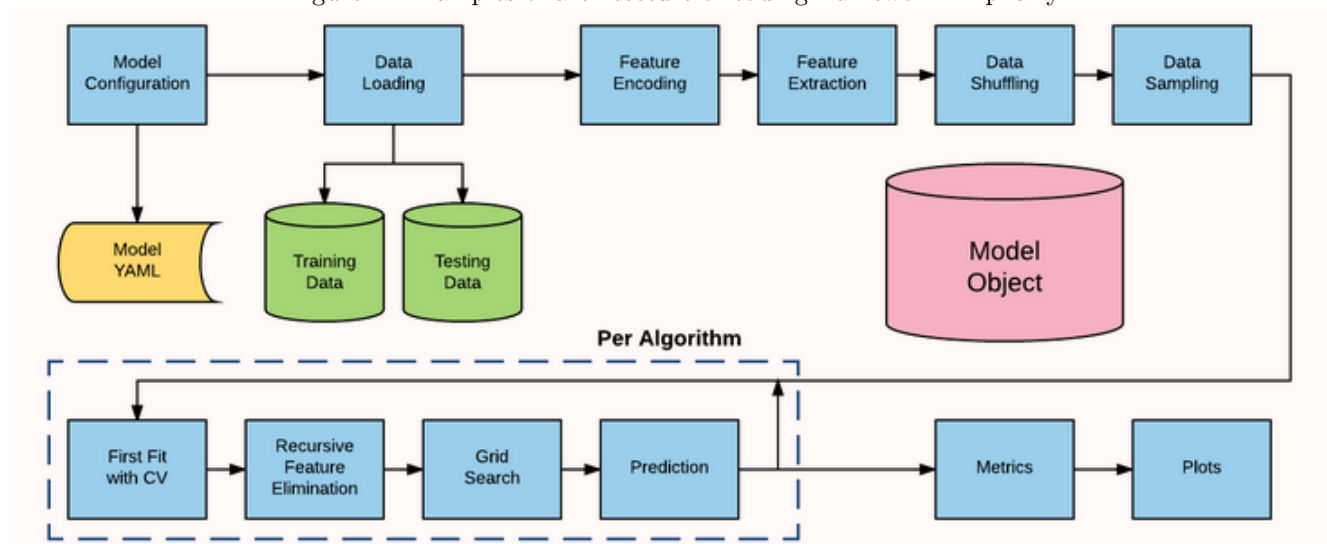 Model
Configuration
Data
Loading
Feature
Encoding
Feature
Extraction
Data
Shuffling
Data
Sampling
Model
YAML
Training
Data
Testing
Data
Model
Object
Per Algorithm
First Fit
with CV
Recursive
Feature
Elimination
Grid
Search
Prediction
Metrics
Plots